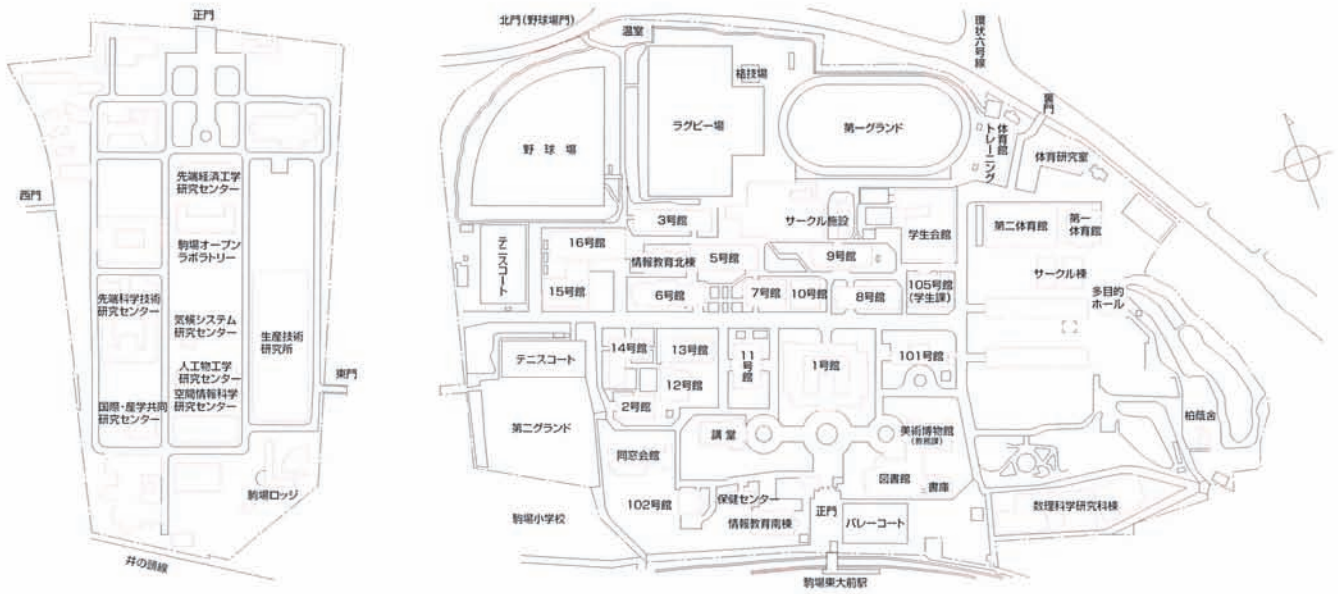 正門
西門
先端経済工学
研究センター
駒場オープン
ラボラトリー
先端科学技術
研究センター
気候システム
研究センター
生産技術
研究所
人工物工学
研究センター
東門
空間情報科学
研究センター
国際・産学共同
研究センター
駒場ロッジ
井の頭線
北門(野球場門)
温室
環状六号線
裏門
野球場
ラグビー場
第一グランド
体育館
トレーニング
体育研究室
テニスコート
3号館
サークル施設
学生会館
第二体育館
第一
体育館
16号館
情報教育北棟
5号館
9号館
サークル棟
15号館
6号館
7号館
10号館
8号館
105号館
(学生課)
多目的
ホール
テニスコート
14号館
13号館
11号館
1号館
101号館
12号館
2号館
第二グランド
講堂
美術博物館
(教務課)
柏蔭舎
同窓会館
図書館
書庫
102号館
保健センター
駒場小学校
情報教育南棟
正門
バレーコート
数理科学研究科棟
駒場東大前駅